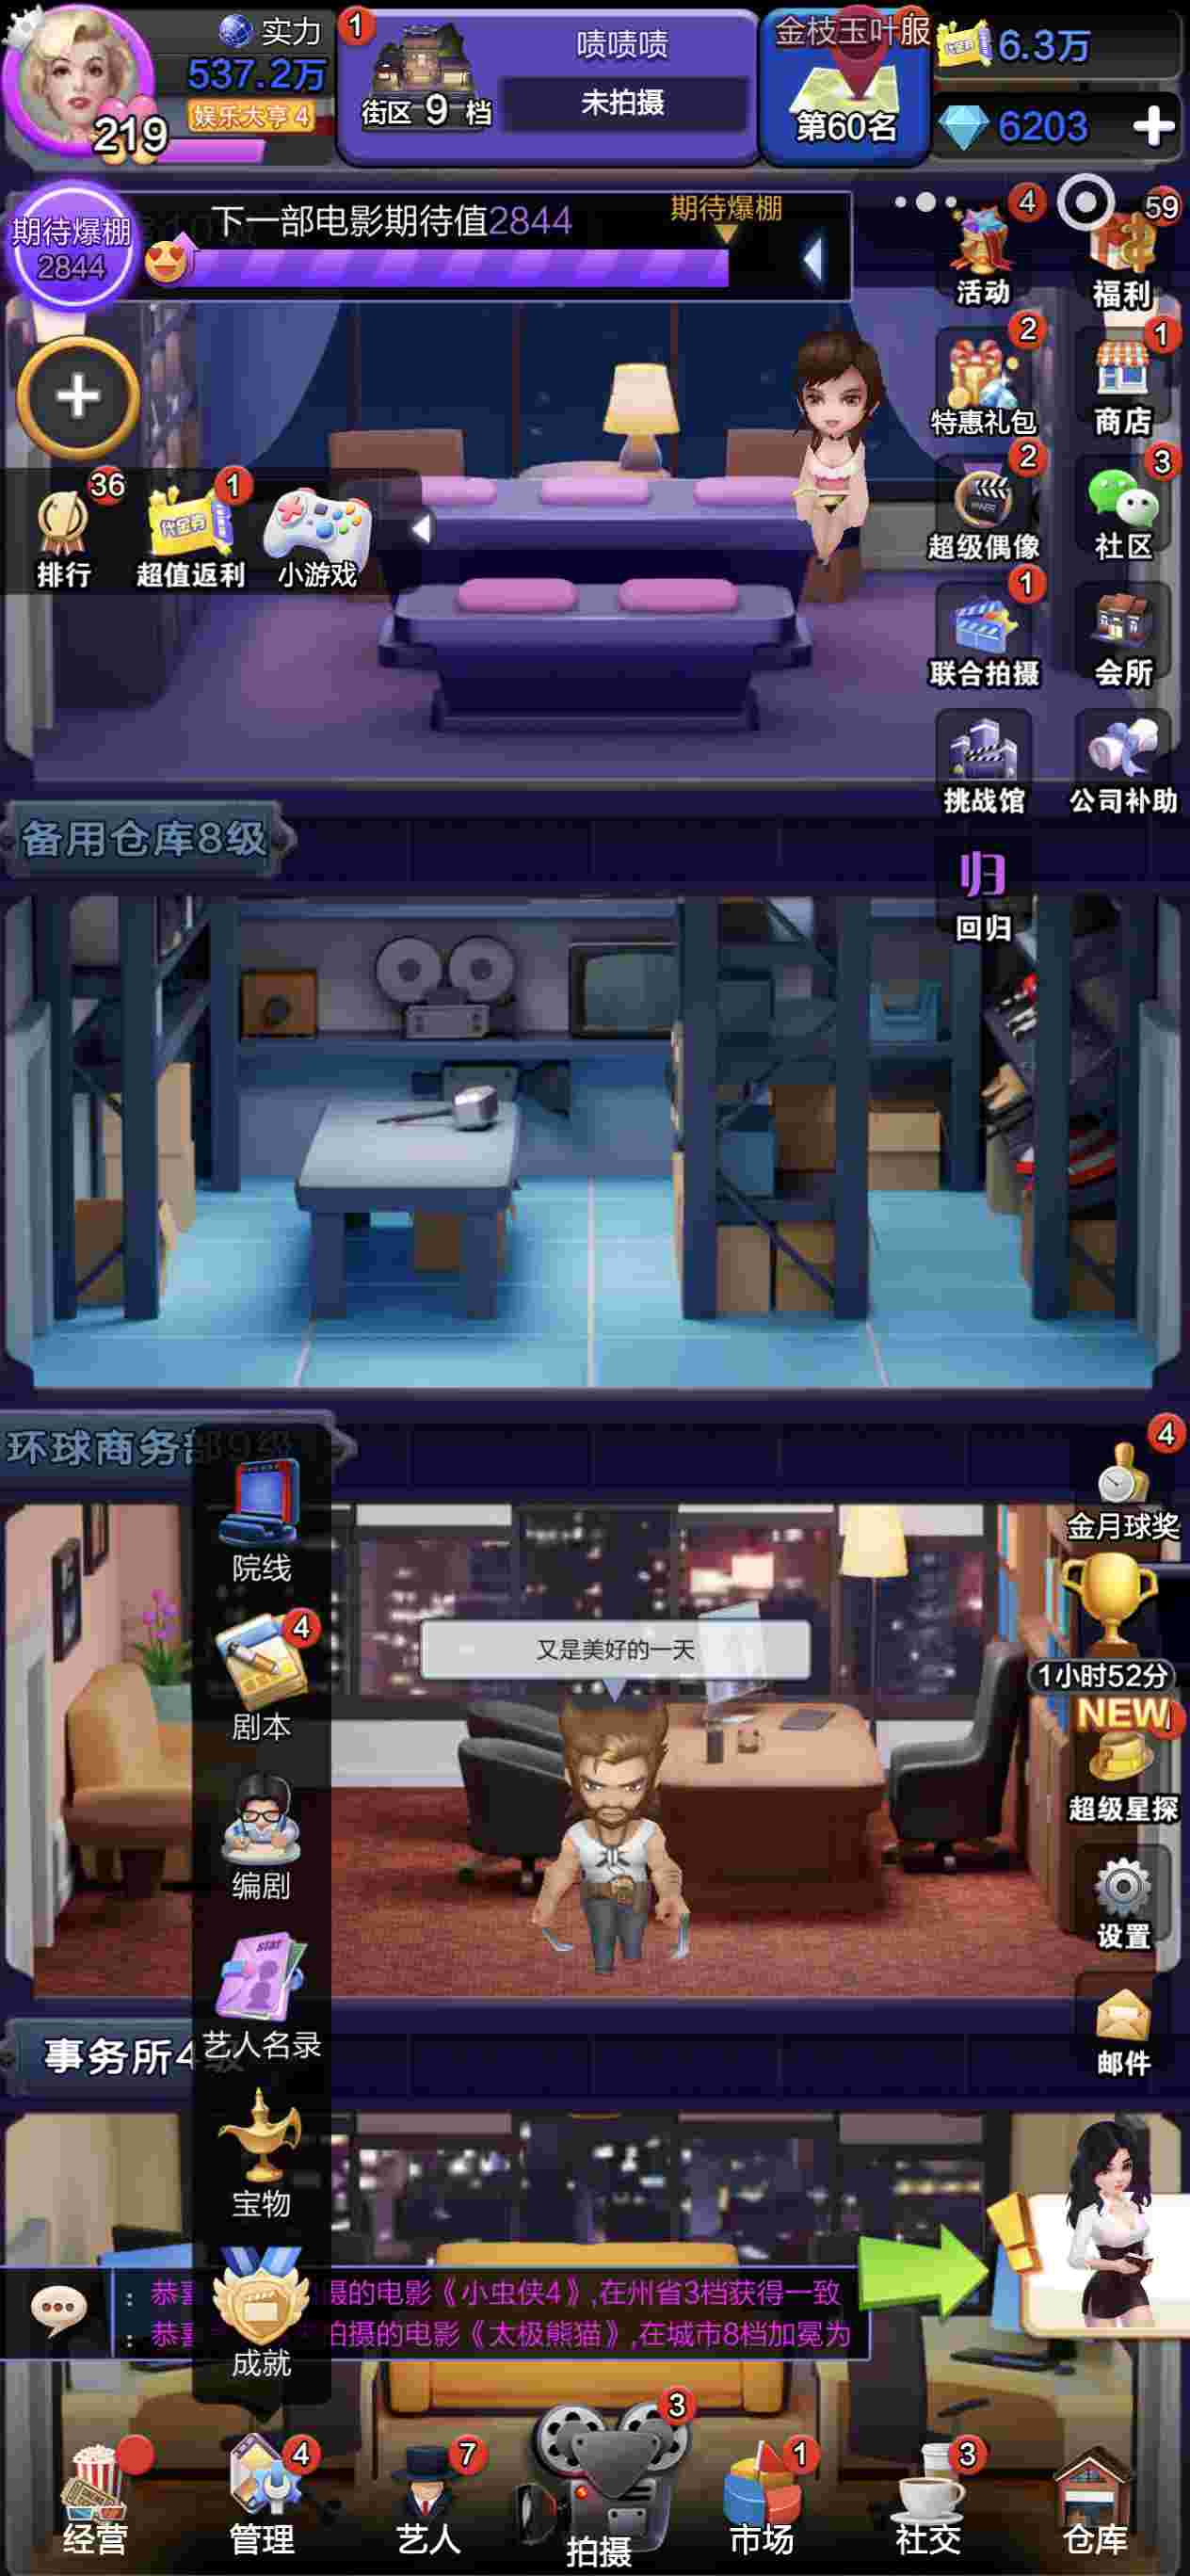 实力
537.2万
娱乐大亨 4
219
1
街区 9 档
啧啧啧
未拍摄
金枝玉叶服
第60名
6.3万
6203
期待爆棚
2844
下一部电影期待值2844
期待爆棚
4
活动
59
福利
2
特惠礼包
1
商店
36
排行
1
代金券
超值返利
小游戏
2
超级偶像
3
社区
1
联合拍摄
会所
挑战馆
公司补助
备用仓库8级
归
回归
环球商务部9级
4
金月球奖
院线
4
剧本
又是美好的一天
1小时52分
NEW
超级星探
编剧
设置
star
艺人名录
事务所4级
邮件
宝物
: 恭喜
摄的电影《小虫侠4》,在州省3档获得一致
: 恭喜
拍摄的电影《太极熊猫》,在城市8档加冕为
成就
经营
4
管理
7
艺人
3
拍摄
1
市场
3
社交
仓库